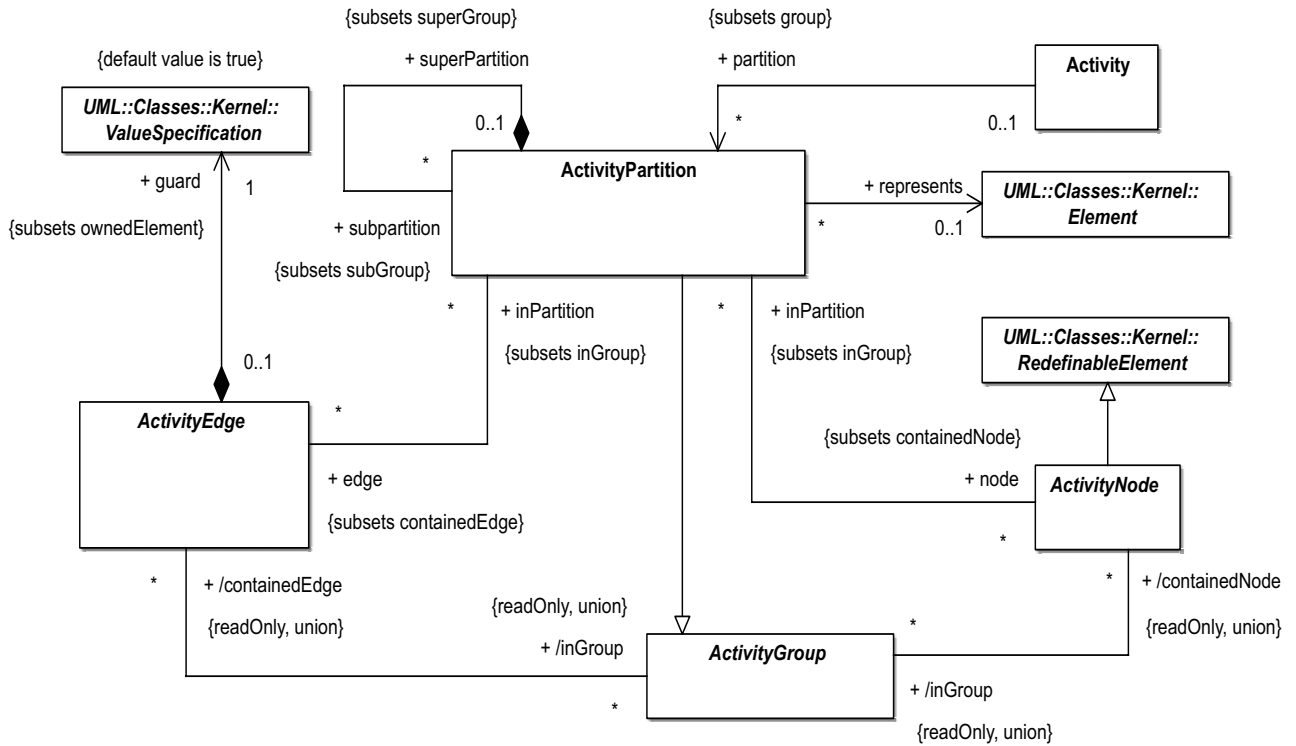 {subsets superGroup}
{subsets group}
{default value is true}
+ superPartition
+ partition
Activity
UML::Classes::Kernel::
ValueSpecification
0..1
*
0..1
*
ActivityPartition
+ guard
1
+ represents
UML::Classes::Kernel::
Element
{subsets ownedElement}
+ subpartition
*
0..1
{subsets subGroup}
*
+ inPartition
*
+ inPartition
{subsets inGroup}
{subsets inGroup}
UML::Classes::Kernel::
RedefinableElement
0..1
*
ActivityEdge
{subsets containedNode}
+ edge
+ node
ActivityNode
{subsets containedEdge}
*
*
+ /containedEdge
*
+ /containedNode
{readOnly, union}
{readOnly, union}
*
{readOnly, union}
+ /inGroup
ActivityGroup
*
+ /inGroup
{readOnly, union}